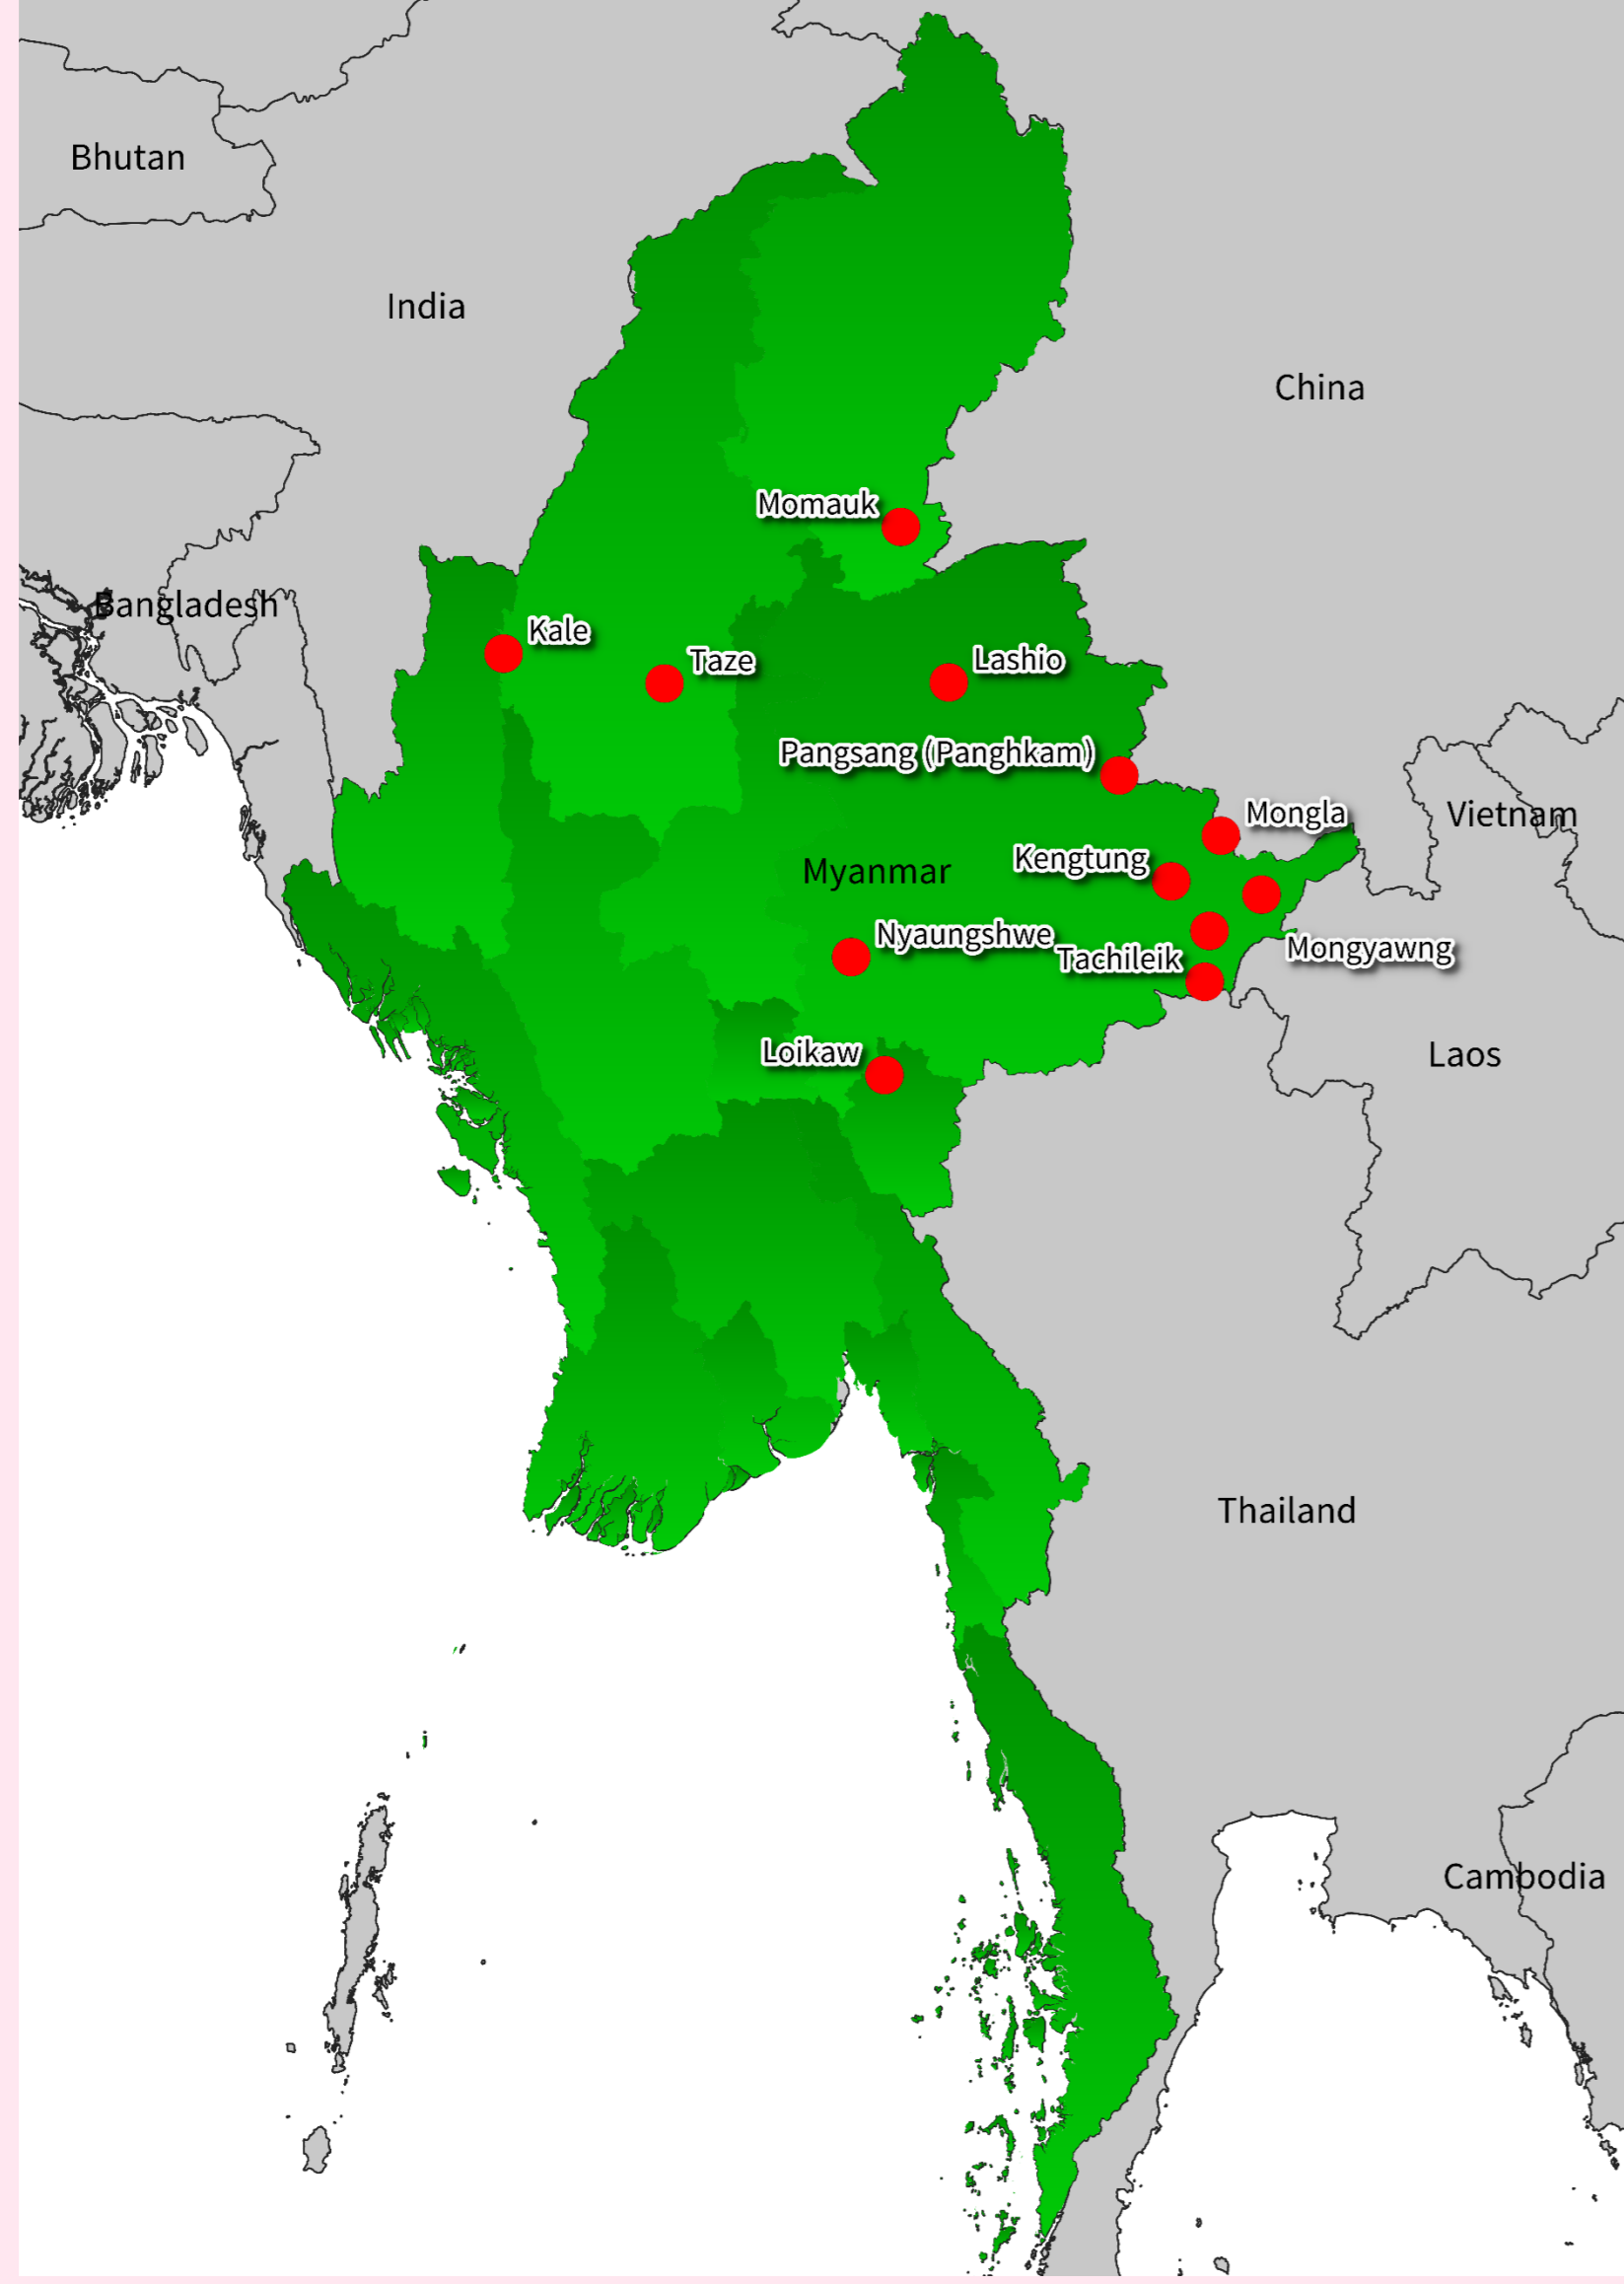 Bhutan
India
China
Momauk
Bangladesh
Kale
Taze
Lashio
Pangsang (Panghkam)
Mongla
Vietnam
Kengtung
Myanmar
Nyaungshwe
Tachileik
Mongyawng
Loikaw
Laos
Thailand
Cambodia